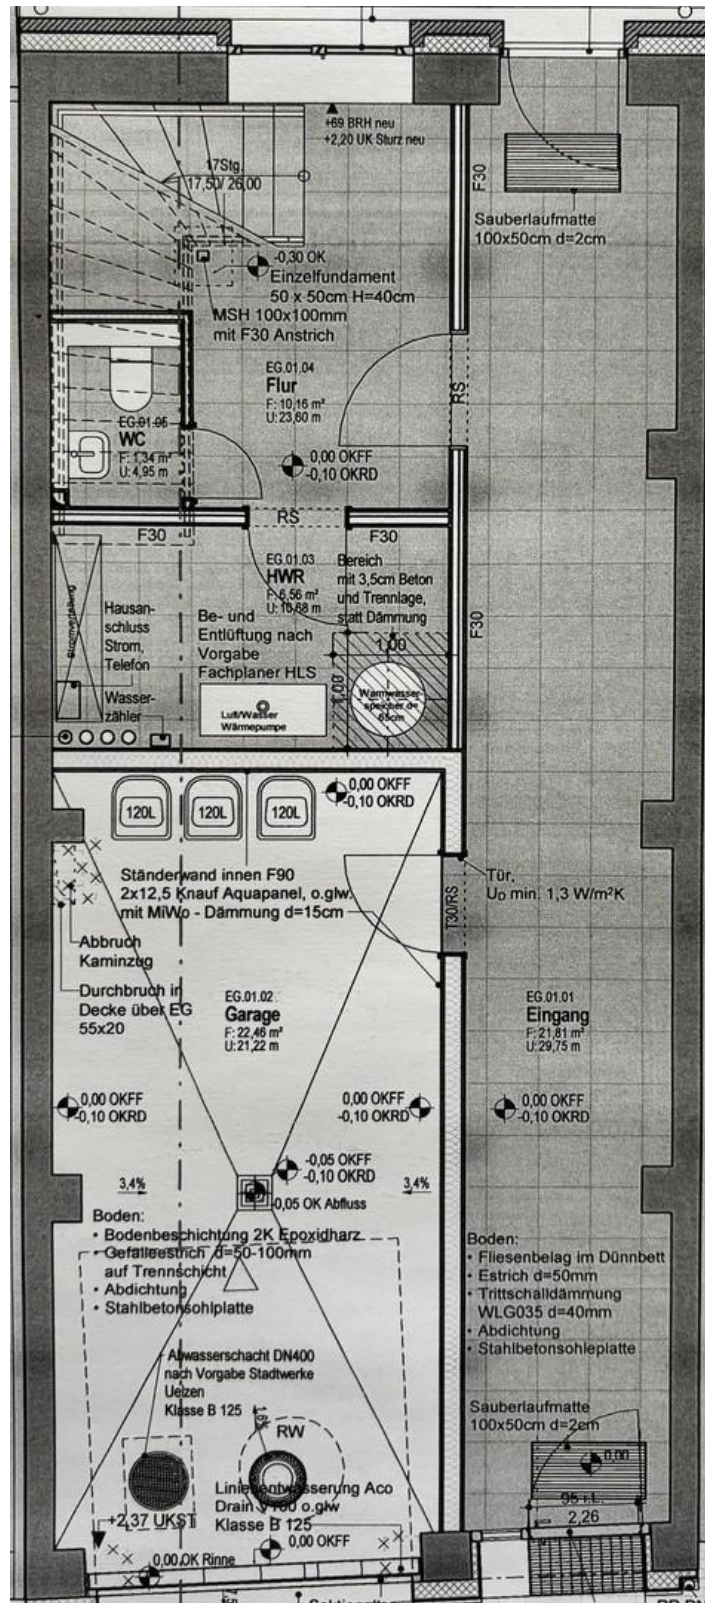 +69 BRH neu
+2,20 UK Sturz neu
17Stg.
17,50/ 26,00
F30
Sauberlaufmatte
100x50cm d=2cm
-0,30 OK
Einzelfundament
50 x 50cm H=40cm
MSH 100x100mm
mit F30 Anstrich
EG.01.04
Flur
F: 10,16 m²
U: 23,60 m
RS
EG.01.05
WC
F: 1,34 m²
U: 4,95 m
0,00 OKFF
-0,10 OKRD
F30
RS
F30
EG.01.03
HWR
F: 6,56 m²
U: 10,68 m
Bereich
mit 3,5cm Beton
und Trennlage,
statt Dämmung
F30
Stromverteilung
Hausan-
schluss
Strom,
Telefon
Wasser-
zähler
Be- und
Entlüftung nach
Vorgabe
Fachplaner HLS
1,00
1,00
Warmwasser-
speicher d=
65cm
Luft/Wasser
Wärmepumpe
120L
120L
120L
0,00 OKFF
-0,10 OKRD
Ständerwand innen F90
2x12,5 Knauf Aquapanel, o.glw.
mit MiWo - Dämmung d=15cm
T30/RS
Tür,
UD min. 1,3 W/m²K
Abbruch
Kaminzug
Durchbruch in
Decke über EG
55x20
EG.01.02
Garage
F: 22,46 m²
U: 21,22 m
EG.01.01
Eingang
F: 21,81 m²
U: 29,75 m
0,00 OKFF
-0,10 OKRD
0,00 OKFF
-0,10 OKRD
0,00 OKFF
-0,10 OKRD
-0,05 OKFF
-0,10 OKRD
3,4%
3,4%
-0,05 OK Abfluss
Boden:
• Bodenbeschichtung 2K Epoxidharz
• Gefälleestrich d=50-100mm
auf Trennschicht
• Abdichtung
• Stahlbetonsohlplatte
Boden:
• Fliesenbelag im Dünnbett
• Estrich d=50mm
• Trittschalldämmung
WLG035 d=40mm
• Abdichtung
• Stahlbetonsohleplatte
Abwasserschacht DN400
nach Vorgabe Stadtwerke
Uelzen
Klasse B 125
RW
Sauberlaufmatte
100x50cm d=2cm
0,00
Linienentwässerung Aco
Drain V100 o.glw
Klasse B 125
95 i.L.
2,26
+2,37 UKST
0,00 OKFF
0,00 OK Rinne